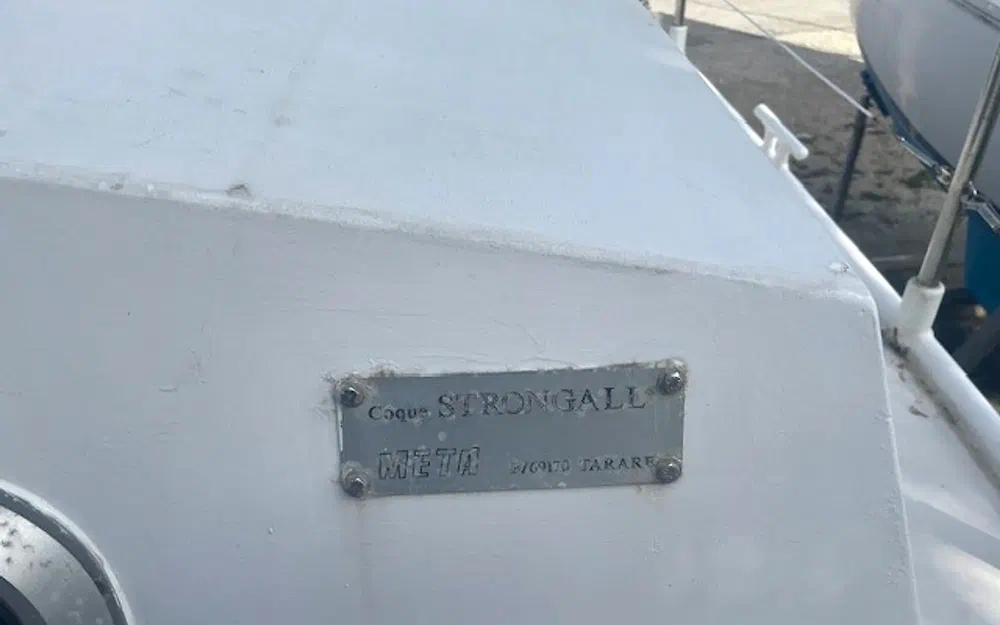 Coque STRONGALL
META F/69170 TARARE